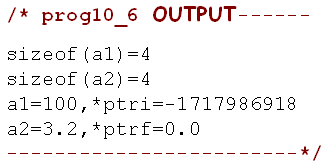 /* prog10_6 OUTPUT------
sizeof(a1)=4
sizeof(a2)=4
a1=100,*ptri=-1717986918
a2=3.2,*ptrf=0.0
------------------------*/